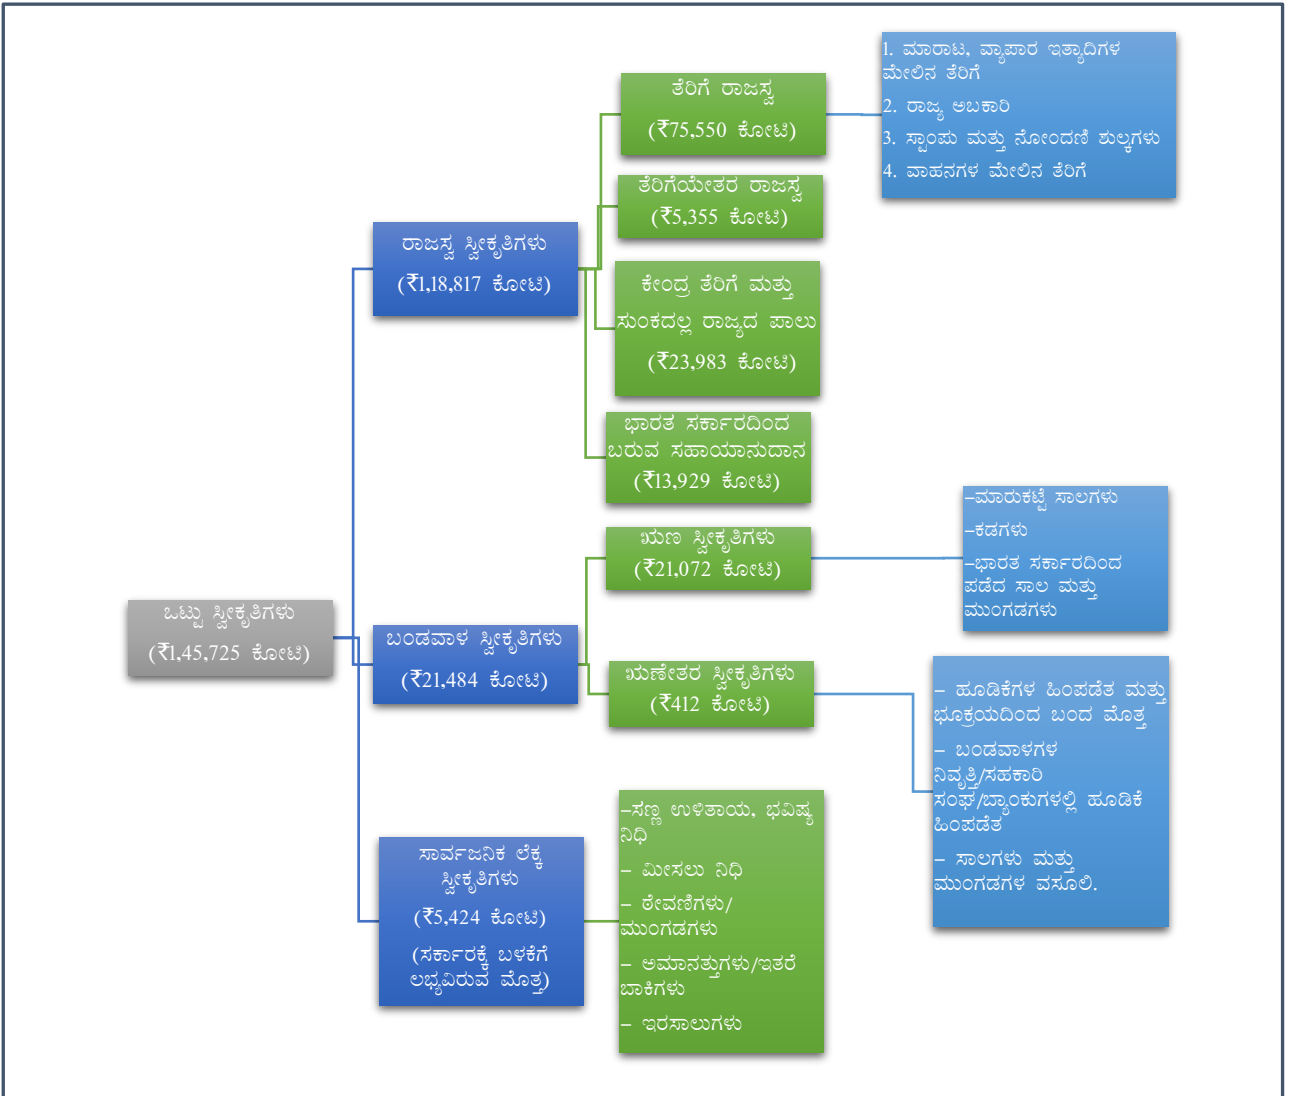 ಒಟ್ಟು ಸ್ವೀಕೃತಿಗಳು
(₹1,45,725 ಕೋಟಿ)
ರಾಜಸ್ವ ಸ್ವೀಕೃತಿಗಳು
(₹1,18,817 ಕೋಟಿ)
ತೆರಿಗೆ ರಾಜಸ್ವ
(₹75,550 ಕೋಟಿ)
1. ಮಾರಾಟ, ವ್ಯಾಪಾರ ಇತ್ಯಾದಿಗಳ
ಮೇಲಿನ ತೆರಿಗೆ
2. ರಾಜ್ಯ ಅಬಕಾರಿ
3. ಸ್ಟಾಂಪು ಮತ್ತು ನೋಂದಣಿ ಶುಲ್ಕಗಳು
4. ವಾಹನಗಳ ಮೇಲಿನ ತೆರಿಗೆ
ತೆರಿಗೆಯೇತರ ರಾಜಸ್ವ
(₹5,355 ಕೋಟಿ)
ಕೇಂದ್ರ ತೆರಿಗೆ ಮತ್ತು
ಸುಂಕದಲ್ಲ ರಾಜ್ಯದ ಪಾಲು
(₹23,983 ಕೋಟಿ)
ಭಾರತ ಸರ್ಕಾರದಿಂದ
ಬರುವ ಸಹಾಯಾನುದಾನ
(₹13,929 ಕೋಟಿ)
ಬಂಡವಾಳ ಸ್ವೀಕೃತಿಗಳು
(₹21,484 ಕೋಟಿ)
ಋಣ ಸ್ವೀಕೃತಿಗಳು
(₹21,072 ಕೋಟಿ)
–ಮಾರುಕಟ್ಟೆ ಸಾಲಗಳು
–ಕಡಗಳು
–ಭಾರತ ಸರ್ಕಾರದಿಂದ
ಪಡೆದ ಸಾಲ ಮತ್ತು
ಮುಂಗಡಗಳು
ಋಣೇತರ ಸ್ವೀಕೃತಿಗಳು
(₹412 ಕೋಟಿ)
– ಹೂಡಿಕೆಗಳ ಹಿಂಪಡೆತ ಮತ್ತು
ಭೂಕ್ರಯದಿಂದ ಬಂದ ಮೊತ್ತ
– ಬಂಡವಾಳಗಳ
ನಿವೃತ್ತಿ/ಸಹಕಾರಿ
ಸಂಘ/ಬ್ಯಾಂಕುಗಳಲ್ಲಿ ಹೂಡಿಕೆ
ಹಿಂಪಡೆತ
– ಸಾಲಗಳು ಮತ್ತು
ಮುಂಗಡಗಳ ವಸೂಲಿ.
ಸಾರ್ವಜನಿಕ ಲೆಕ್ಕ
ಸ್ವೀಕೃತಿಗಳು
(₹5,424 ಕೋಟಿ)
(ಸರ್ಕಾರಕ್ಕೆ ಬಳಕೆಗೆ
ಲಭ್ಯವಿರುವ ಮೊತ್ತ)
–ಸಣ್ಣ ಉಳಿತಾಯ, ಭವಿಷ್ಯ
ನಿಧಿ
– ಮೀಸಲು ನಿಧಿ
– ಠೇವಣಿಗಳು/
ಮುಂಗಡಗಳು
– ಅಮಾನತ್ತುಗಳು/ಇತರೆ
ಬಾಕಿಗಳು
– ಇರಸಾಲುಗಳು